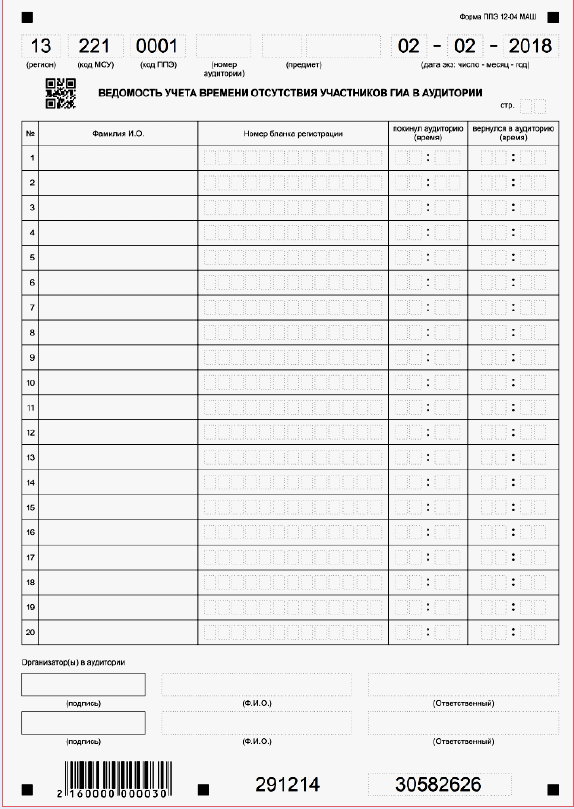 Форма ППЭ 12-04 МАШ
13 221 0001 02 - 02 - 2018
(регион) (код МСУ) (код ППЭ) (номер аудитории) (предмет) (дата экз: число - месяц - год)
ВЕДОМОСТЬ УЧЕТА ВРЕМЕНИ ОТСУТСТВИЯ УЧАСТНИКОВ ГИА В АУДИТОРИИ
стр.
№ Фамилия И.О. Номер бланка регистрации покинул аудиторию (время) вернулся в аудиторию (время)
1 : :
2 : :
3 : :
4 : :
5 : :
6 : :
7 : :
8 : :
9 : :
10 : :
11 : :
12 : :
13 : :
14 : :
15 : :
16 : :
17 : :
18 : :
19 : :
20 : :
Организатор(ы) в аудитории
(подпись) (Ф.И.О.) (Ответственный)
(подпись) (Ф.И.О.) (Ответственный)
2 160000 000030 291214 30582626